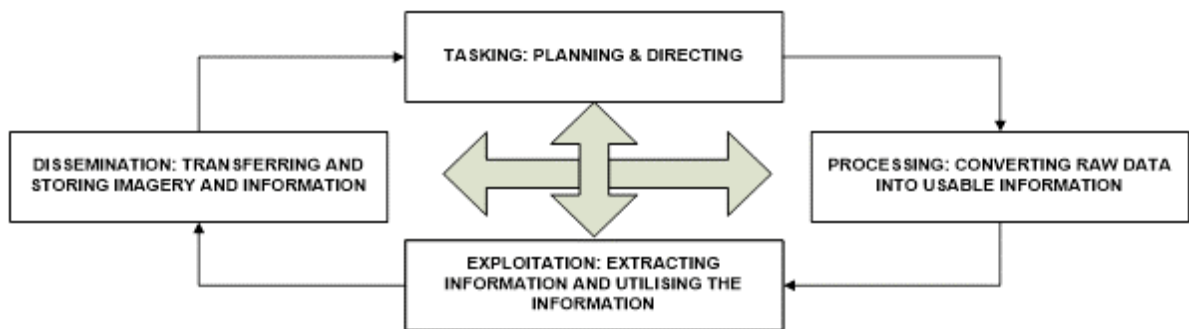 TASKING: PLANNING & DIRECTING
DISSEMINATION: TRANSFERRING AND
STORING IMAGERY AND INFORMATION
PROCESSING: CONVERTING RAW DATA
INTO USABLE INFORMATION
EXPLOITATION: EXTRACTING
INFORMATION AND UTILISING THE
INFORMATION